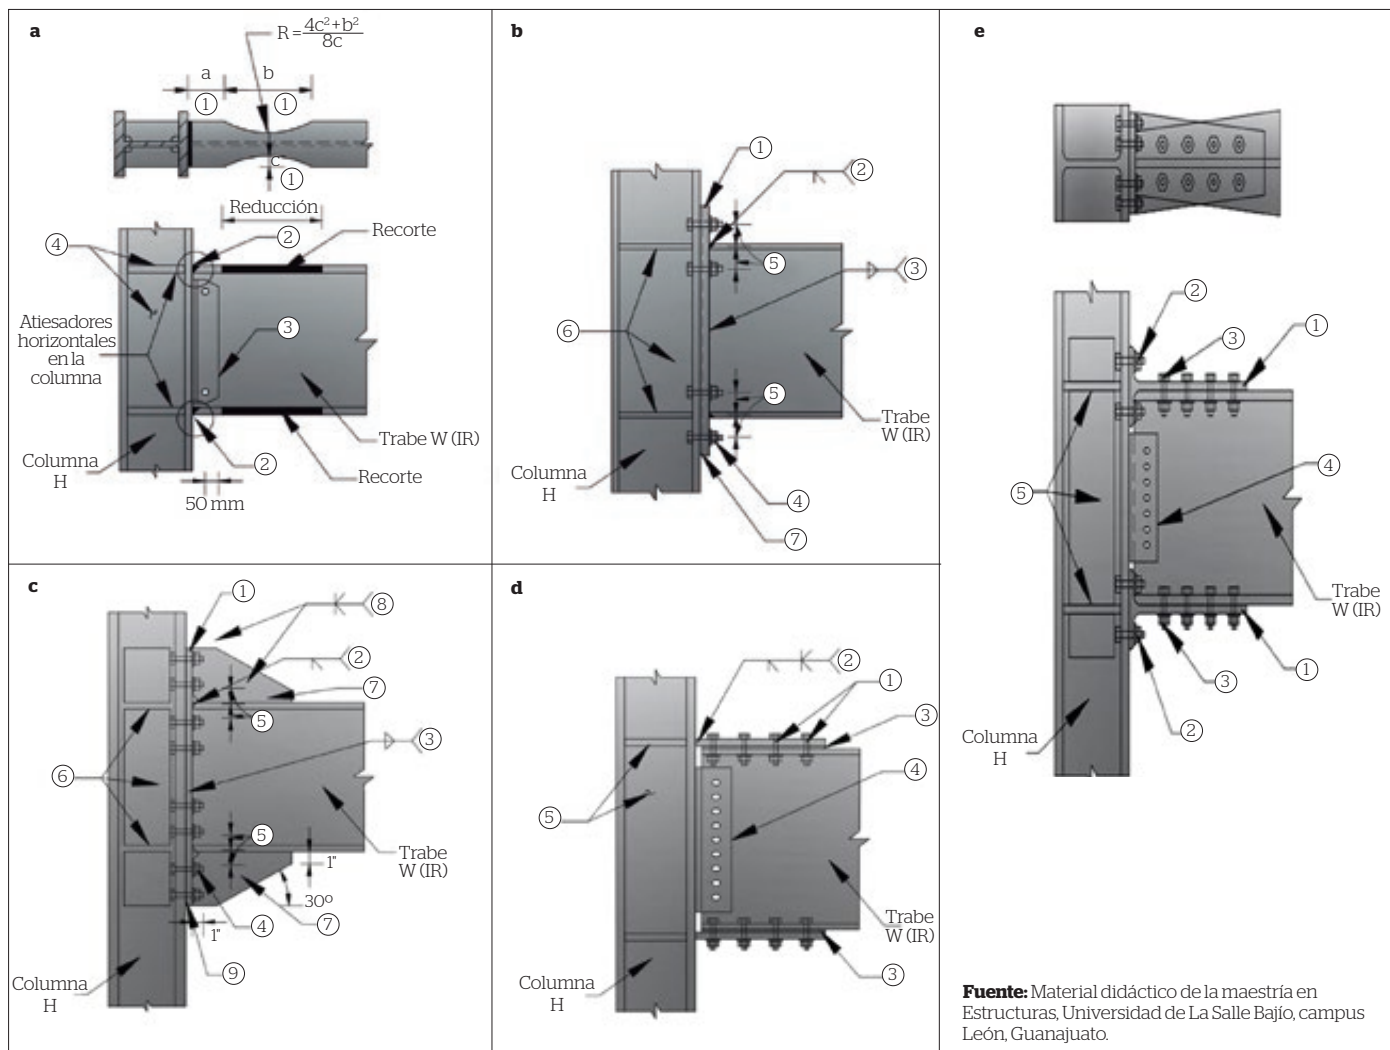 a
R = 4c²+b²
8c
a
b
①
①
c
①
Reducción
②
Recorte
④
Atiesadores
horizontales
en la
columna
③
Trabe W (IR)
Columna
H
②
Recorte
50 mm
b
①
②
⑤
③
⑥
⑤
Trabe
W (IR)
Columna
H
④
⑦
c
①
⑧
②
⑦
⑤
③
⑥
⑤
1"
Trabe
W (IR)
30º
④
⑦
1"
⑨
Columna
H
d
②
①
③
④
⑤
Trabe
W (IR)
Columna
H
③
e
②
①
③
④
⑤
Trabe
W (IR)
①
③
②
Columna
H
Fuente: Material didáctico de la maestría en
Estructuras, Universidad de La Salle Bajío, campus
León, Guanajuato.